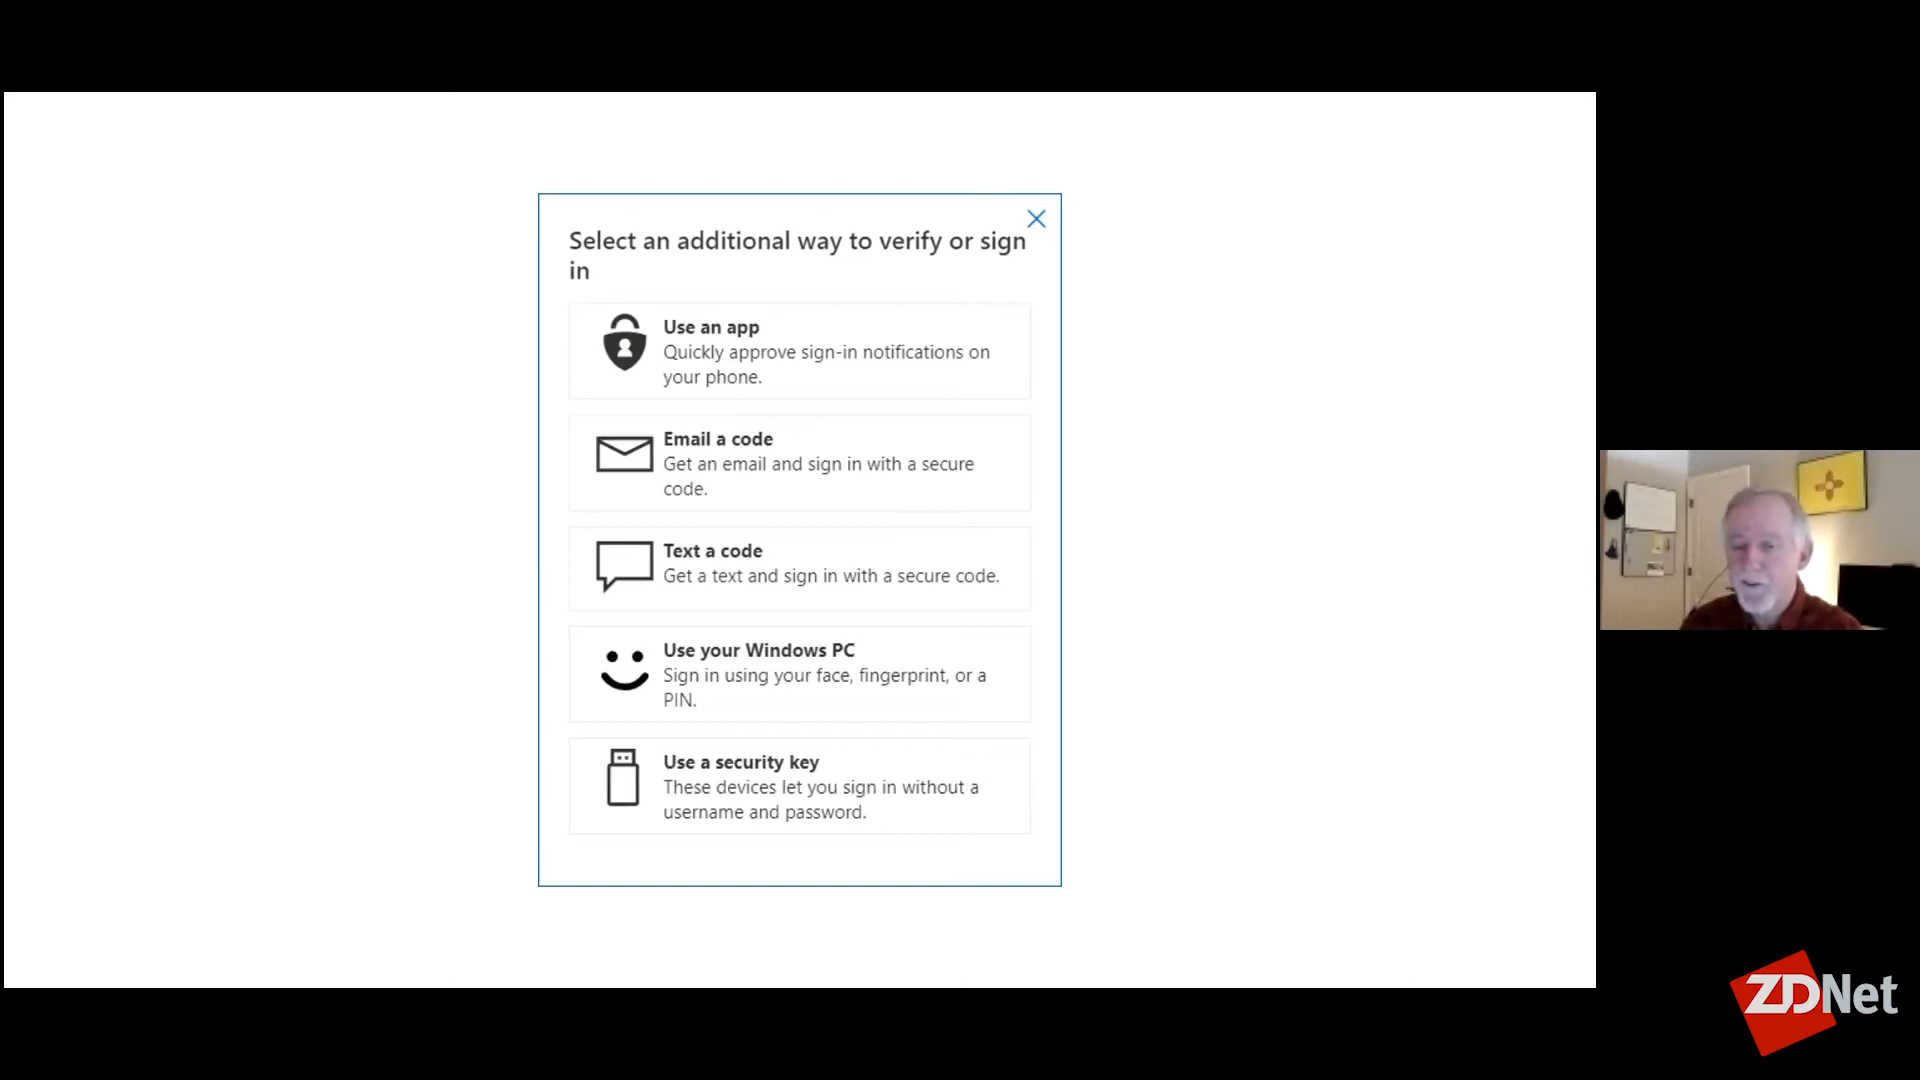 Select an additional way to verify or sign
in
Use an app
Quickly approve sign-in notifications on
your phone.
Email a code
Get an email and sign in with a secure
code.
Text a code
Get a text and sign in with a secure code.
Use your Windows PC
Sign in using your face, fingerprint, or a
PIN.
Use a security key
These devices let you sign in without a
username and password.
ZDNet